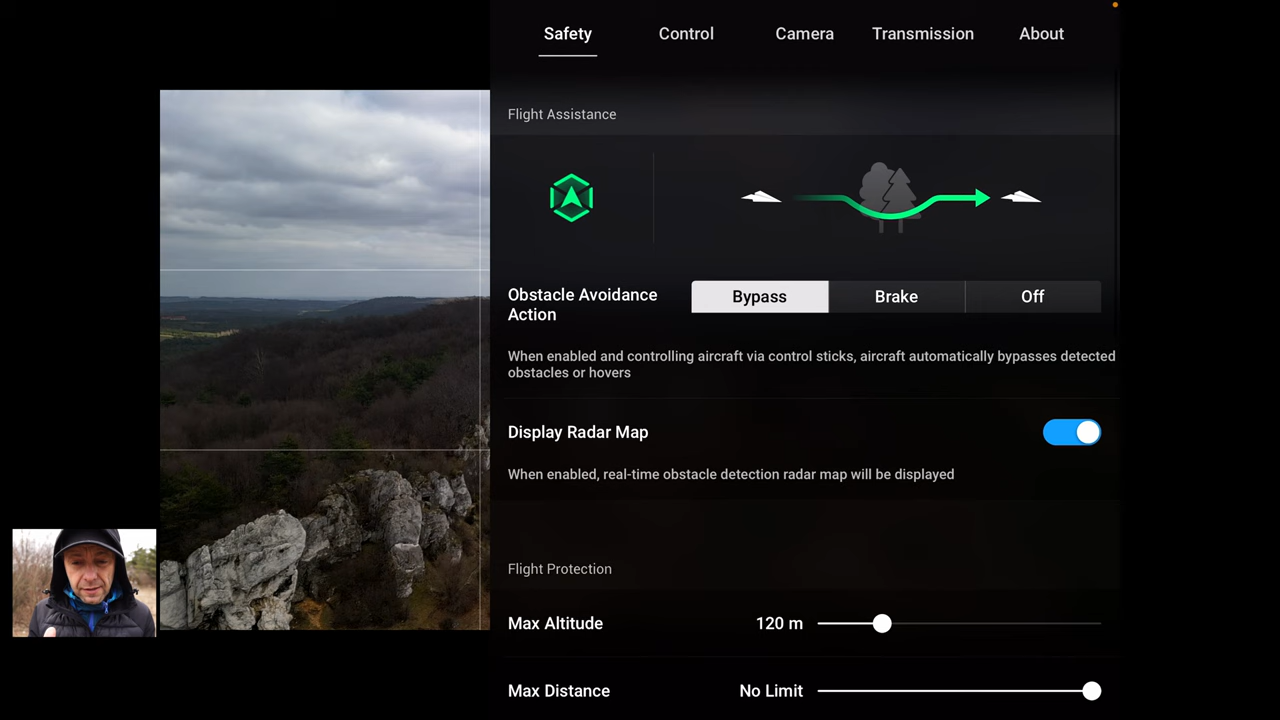 Safety Control Camera Transmission About
Flight Assistance
Obstacle Avoidance
Action
Bypass Brake Off
When enabled and controlling aircraft via control sticks, aircraft automatically bypasses detected
obstacles or hovers
Display Radar Map
When enabled, real-time obstacle detection radar map will be displayed
Flight Protection
Max Altitude 120 m
Max Distance No Limit